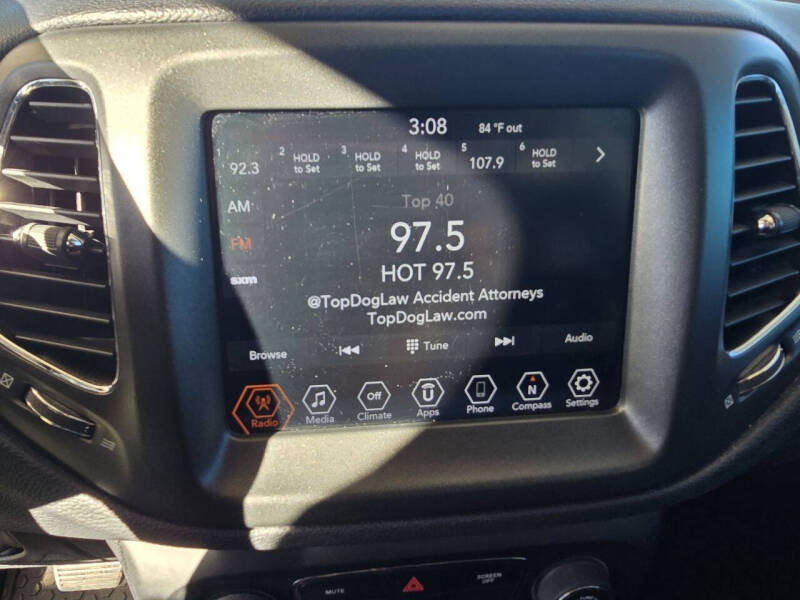 3:08 84 °F out
1 92.3 2 HOLD to Set 3 HOLD to Set 4 HOLD to Set 5 107.9 6 HOLD to Set >
AM
FM
sxm
Top 40
97.5
HOT 97.5
@TopDogLaw Accident Attorneys
TopDogLaw.com
Browse Tune Audio
Off U N
Radio Media Climate Apps Phone Compass Settings
MUTE SCREEN OFF